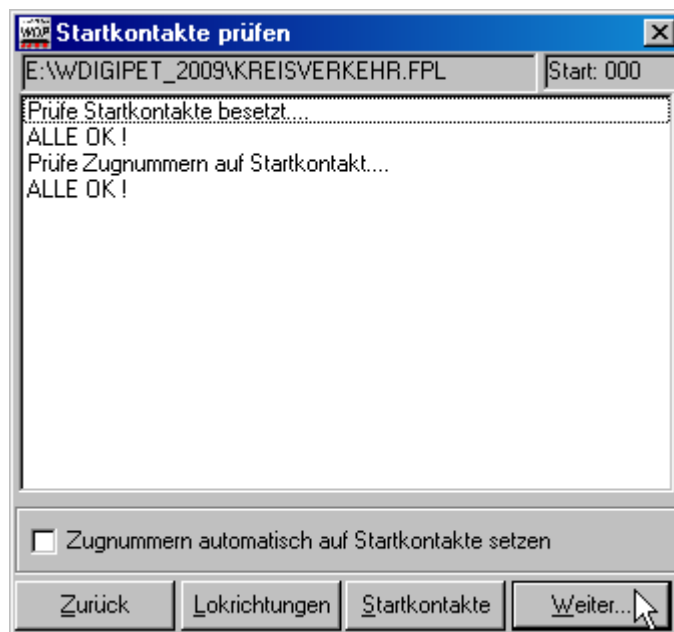 Startkontakte prüfen
E:\WDIGIPET_2009\KREISVERKEHR.FPL Start: 000
Prüfe Startkontakte besetzt....
ALLE OK !
Prüfe Zugnummern auf Startkontakt....
ALLE OK !
Zugnummern automatisch auf Startkontakte setzen
Zurück Lokrichtungen Startkontakte Weiter...